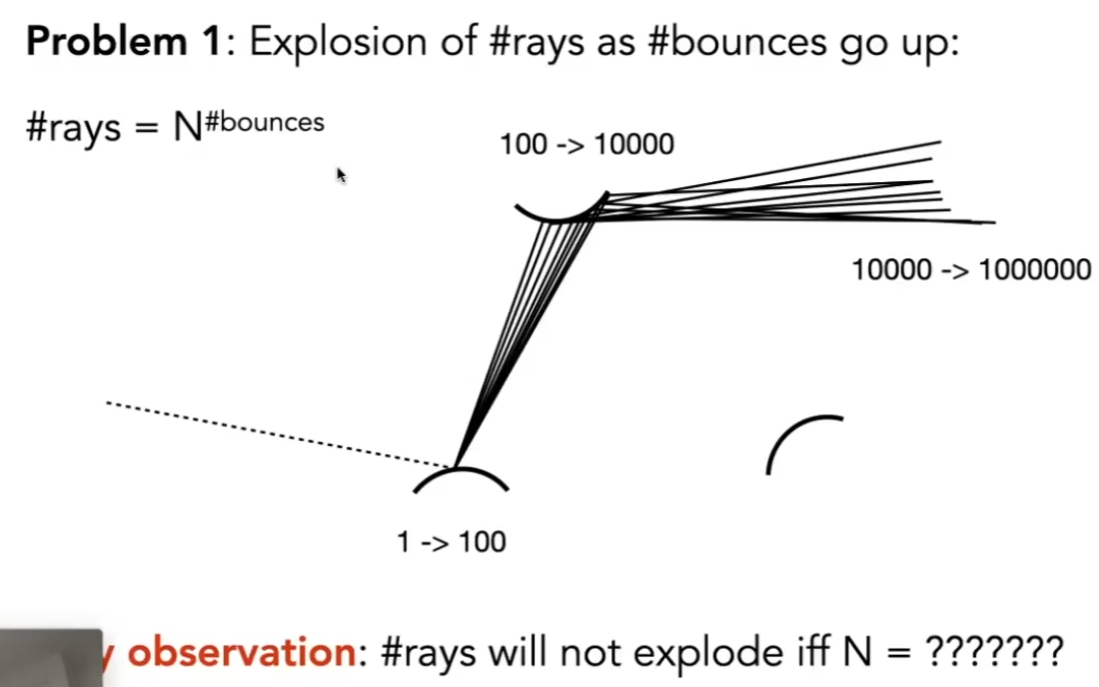 Problem 1: Explosion of #rays as #bounces go up:
#rays = N#bounces
100 -> 10000
10000 -> 1000000
1 -> 100
observation: #rays will not explode iff N = ???????